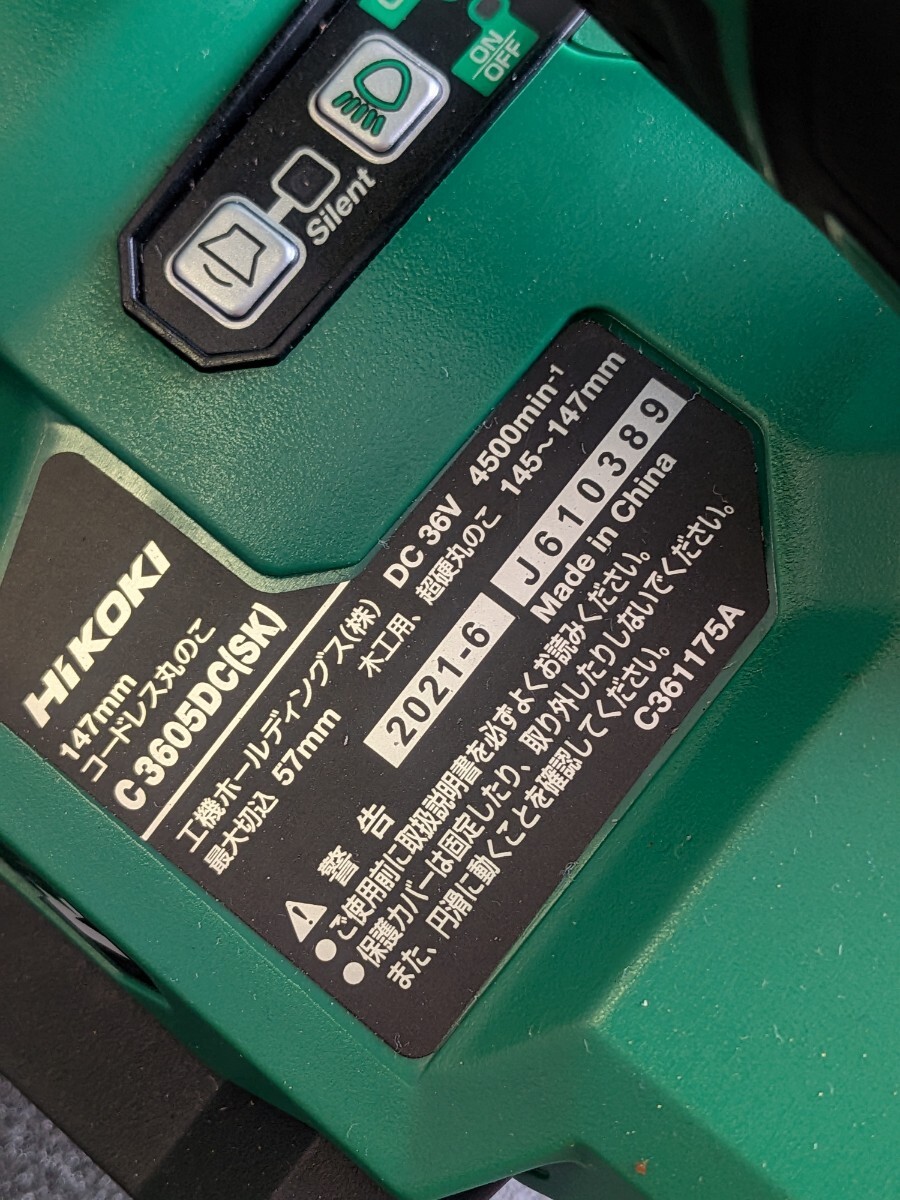 ON
OFF
Silent
HiKOKI
147mm
コードレス丸のこ
C 3605DC(SK)
工機ホールディングス(株) DC 36V 4500min-1
最大切込 57mm 木工用、超硬丸のこ 145～147mm
2021-6 J610389
Made in China
警告
●ご使用前に取扱説明書を必ずよくお読みください。
●保護カバーは固定したり、取り外したりしないでください。
また、円滑に動くことを確認してください。
C361175A